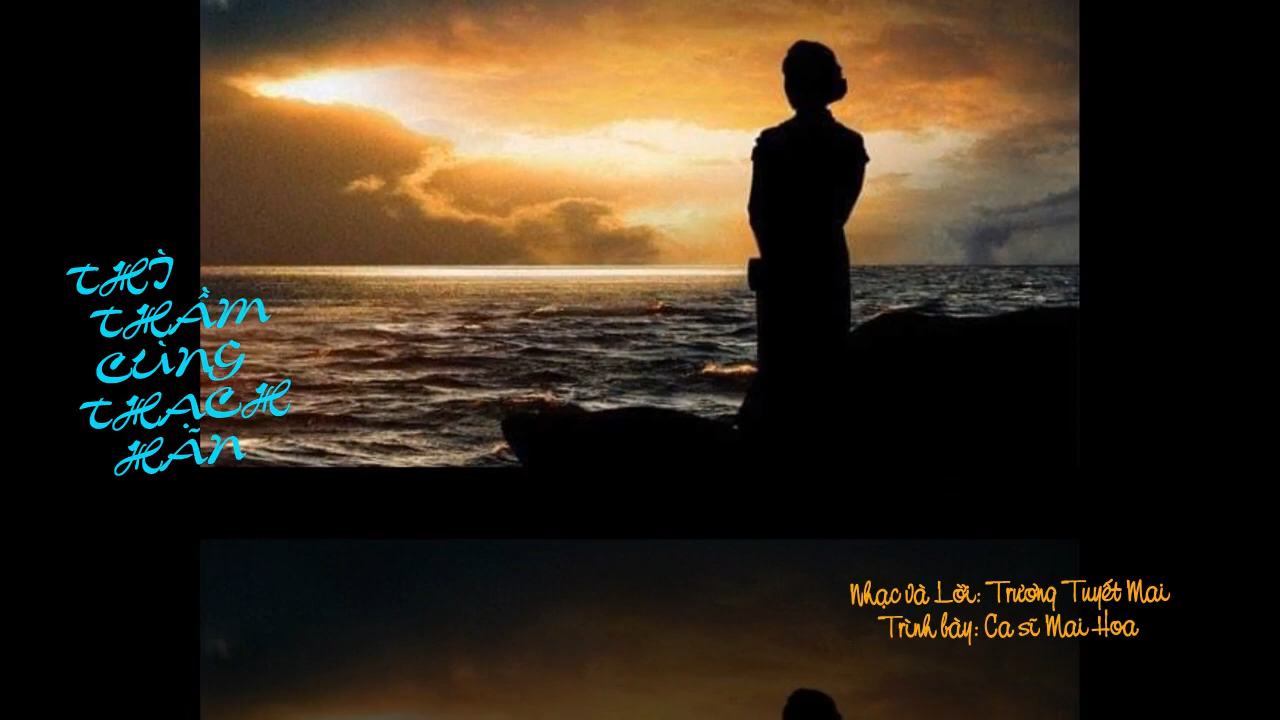 THÌ
THẦM
CÙNG
THẠCH
HÃN
Nhạc và Lời: Trương Tuyết Mai
Trình bày: Ca sĩ Mai Hoa